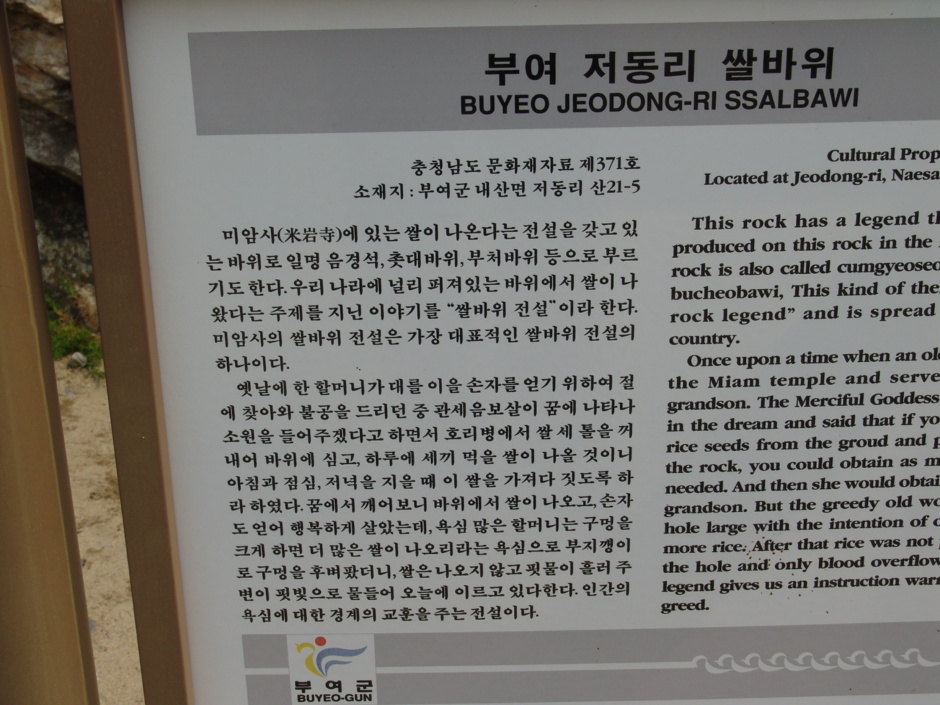 부여 저동리 쌀바위
BUYEO JEODONG-RI SSALBAWI
충청남도 문화재자료 제371호
소재지 : 부여군 내산면 저동리 산21-5
미암사(米岩寺)에 있는 쌀이 나온다는 전설을 갖고 있
는 바위로 일명 음경석, 촛대바위, 부처바위 등으로 부르
기도 한다. 우리 나라에 널리 퍼져있는 바위에서 쌀이 나
왔다는 주제를 지닌 이야기를 “쌀바위 전설”이라 한다.
미암사의 쌀바위 전설은 가장 대표적인 쌀바위 전설의
하나이다.
옛날에 한 할머니가 대를 이을 손자를 얻기 위하여 절
에 찾아와 불공을 드리던 중 관세음보살이 꿈에 나타나
소원을 들어주겠다고 하면서 호리병에서 쌀 세 톨을 꺼
내어 바위에 심고, 하루에 세끼 먹을 쌀이 나올 것이니
아침과 점심, 저녁을 지을 때 이 쌀을 가져다 짓도록 하
라 하였다. 꿈에서 깨어보니 바위에서 쌀이 나오고, 손자
도 얻어 행복하게 살았는데, 욕심 많은 할머니는 구멍을
크게 하면 더 많은 쌀이 나오리라는 욕심으로 부지깽이
로 구멍을 후벼팠더니, 쌀은 나오지 않고 핏물이 흘러 주
변이 핏빛으로 물들어 오늘에 이르고 있다한다. 인간의
욕심에 대한 경계의 교훈을 주는 전설이다.
Cultural Prop
Located at Jeodong-ri, Naesa
This rock has a legend th
produced on this rock in the
rock is also called cumgyeoseo
bucheobawi, This kind of the
rock legend” and is spread
country.
Once upon a time when an old
the Miam temple and serve
grandson. The Merciful Goddess
in the dream and said that if yo
rice seeds from the groud and p
the rock, you could obtain as m
needed. And then she would obtai
grandson. But the greedy old wo
hole large with the intention of
more rice. After that rice was not
the hole and only blood overflow
legend gives us an instruction warn
greed.
부여군
BUYEO-GUN